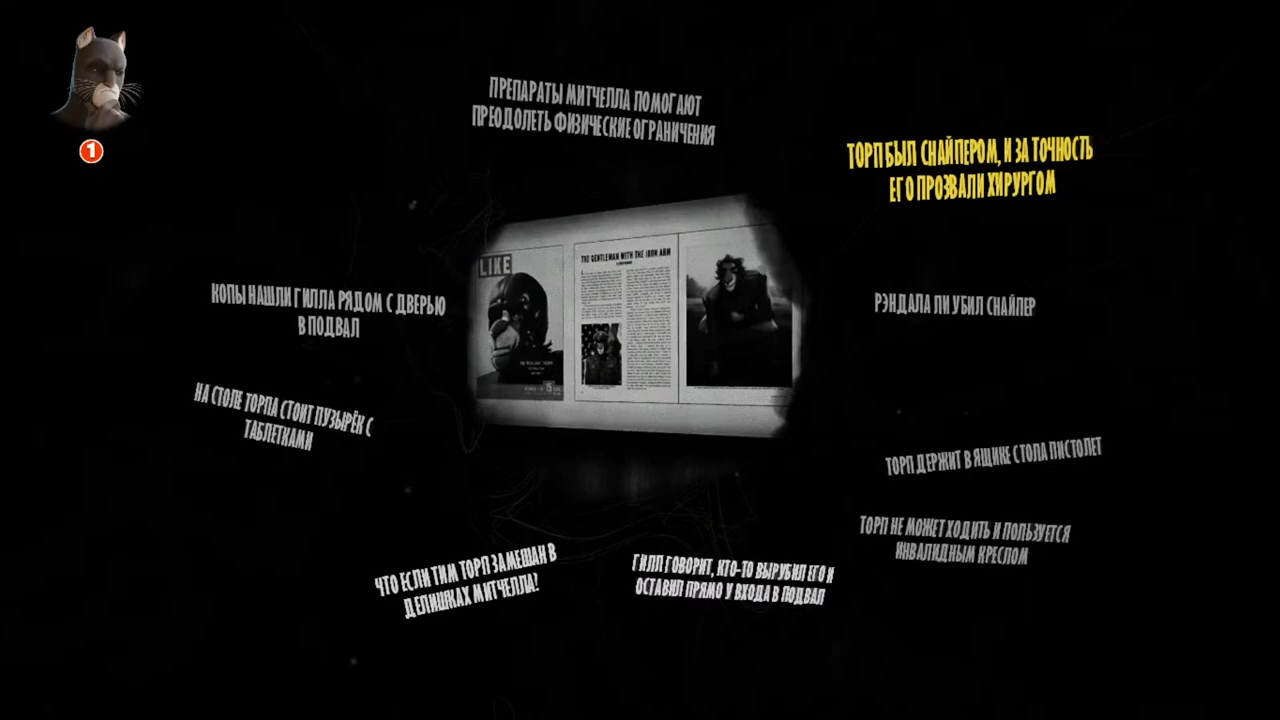 ПРЕПАРАТЫ МИТЧЕЛЛА ПОМОГАЮТ
ПРЕОДОЛЕТЬ ФИЗИЧЕСКИЕ ОГРАНИЧЕНИЯ
ТОРП БЫЛ СНАЙПЕРОМ, И ЗА ТОЧНОСТЬ
ЕГО ПРОЗВАЛИ ХИРУРГОМ
1
LIKE
THE GENTLEMAN WITH THE IRON ARM
КОПЫ НАШЛИ ГИЛЛА РЯДОМ С ДВЕРЬЮ
В ПОДВАЛ
РЭНДАЛА ЛИ УБИЛ СНАЙПЕР
НА СТОЛЕ ТОРПА СТОИТ ПУЗЫРЁК С
ТАБЛЕТКАМИ
ТОРП ДЕРЖИТ В ЯЩИКЕ СТОЛА ПИСТОЛЕТ
ТОРП НЕ МОЖЕТ ХОДИТЬ И ПОЛЬЗУЕТСЯ
ИНВАЛИДНЫМ КРЕСЛОМ
ЧТО ЕСЛИ ТИМ ТОРП ЗАМЕШАН В
ДЕЛИШКАХ МИТЧЕЛЛА?
ГИЛЛ ГОВОРИТ, КТО-ТО ВЫРУБИЛ ЕГО И
ОСТАВИЛ ПРЯМО У ВХОДА В ПОДВАЛ